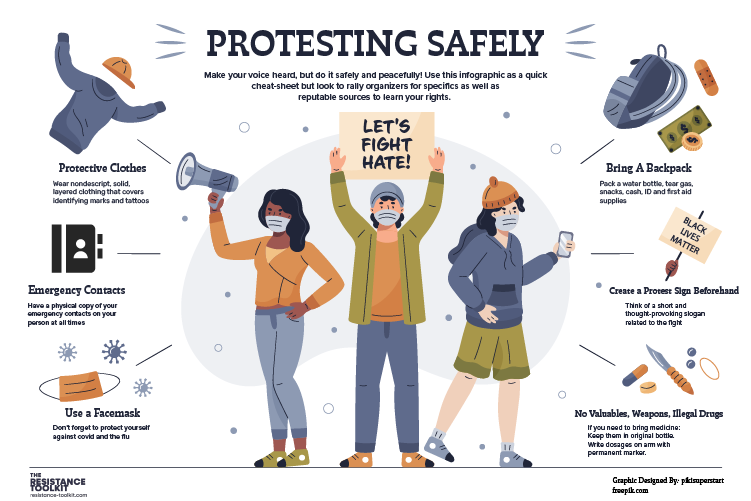 PROTESTING SAFELY
Make your voice heard, but do it safely and peacefully! Use this infographic as a quick
cheat-sheet but look to rally organizers for specifics as well as
reputable sources to learn your rights.
LET'S
FIGHT
HATE!
Protective Clothes
Wear nondescript, solid,
layered clothing that covers
identifying marks and tattoos
Bring A Backpack
Pack a water bottle, tear gas,
snacks, cash, ID and first aid
supplies
BLACK
LIVES
MATTER
Emergency Contacts
Have a physical copy of your
emergency contacts on your
person at all times
Create a Protest Sign Beforehand
Think of a short and
thought-provoking slogan
related to the fight
Use a Facemask
Don't forget to protect yourself
against covid and the flu
No Valuables, Weapons, Illegal Drugs
If you need to bring medicine:
Keep them in original bottle.
Write dosages on arm with
permanent marker.
THE
RESISTANCE
TOOLKIT
resistance-toolkit.com
Graphic Designed By: pikisuperstart
freepik.com